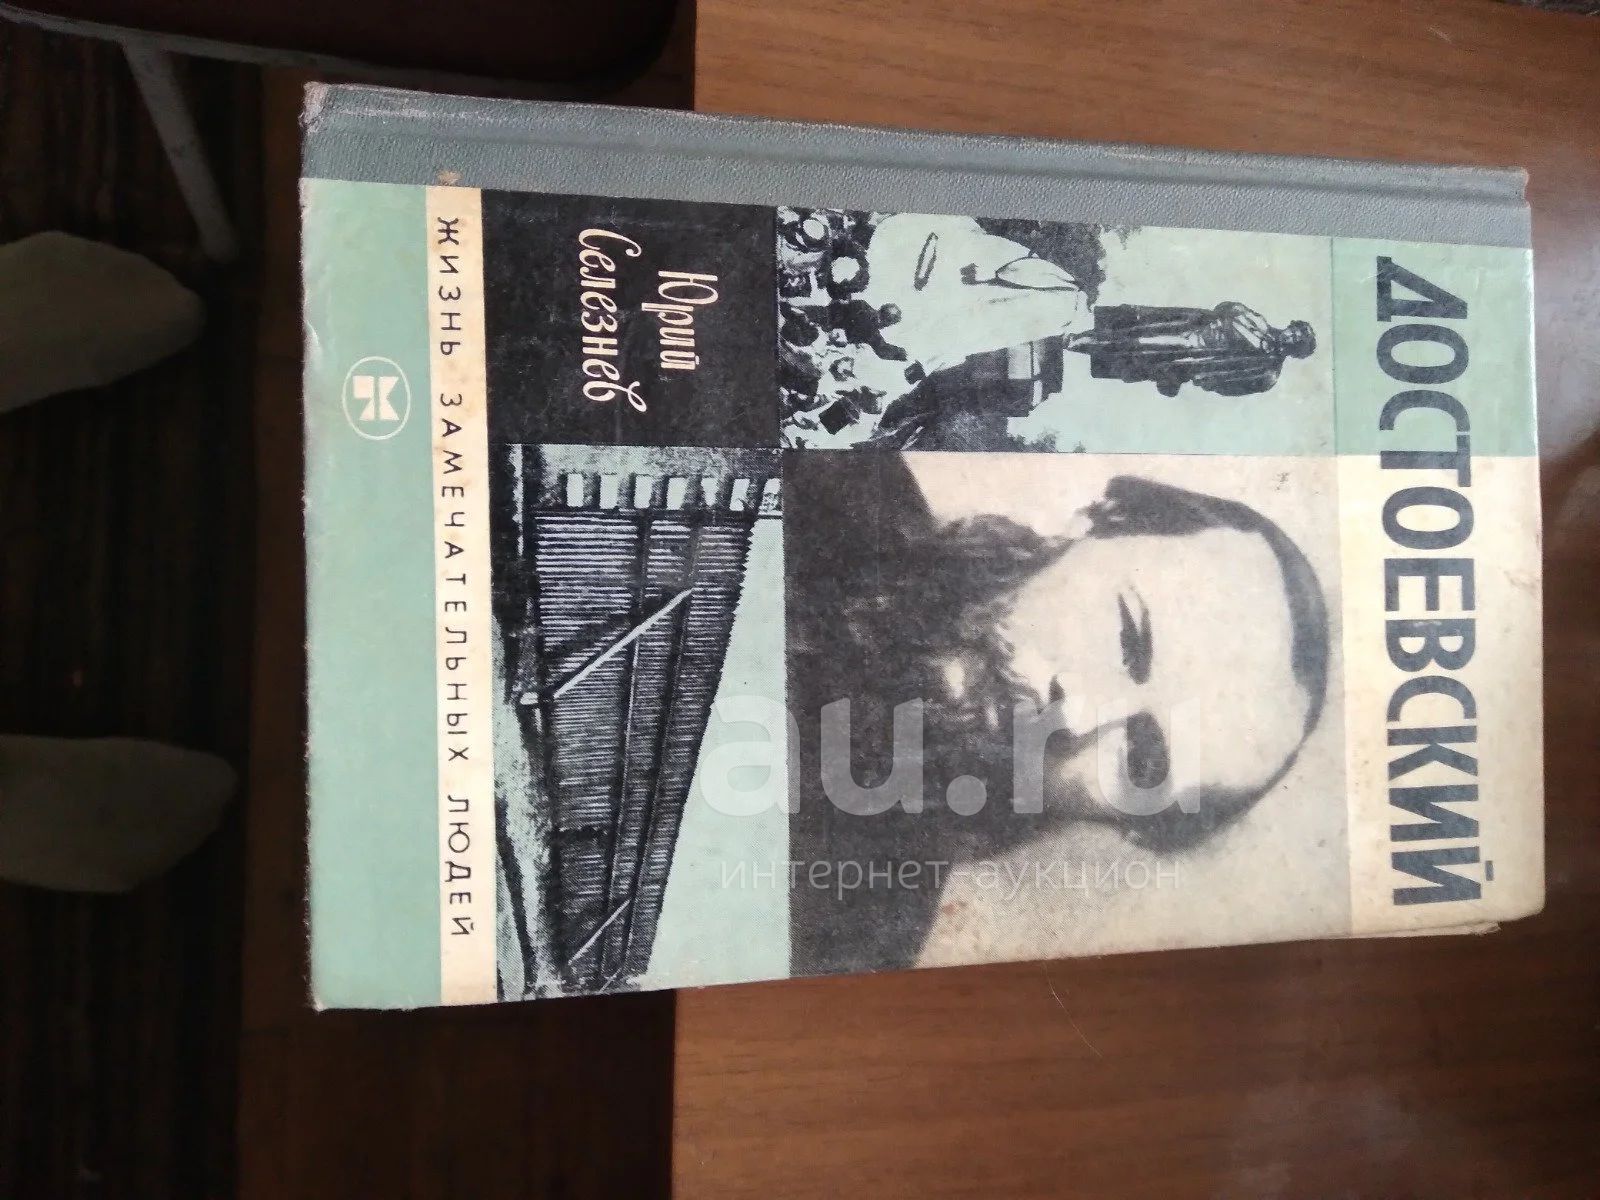 ДОСТОЕВСКИЙ
Юрий
Селезнев
ЖИЗНЬ ЗАМЕЧАТЕЛЬНЫХ ЛЮДЕЙ
au.ru
интернет-аукцион